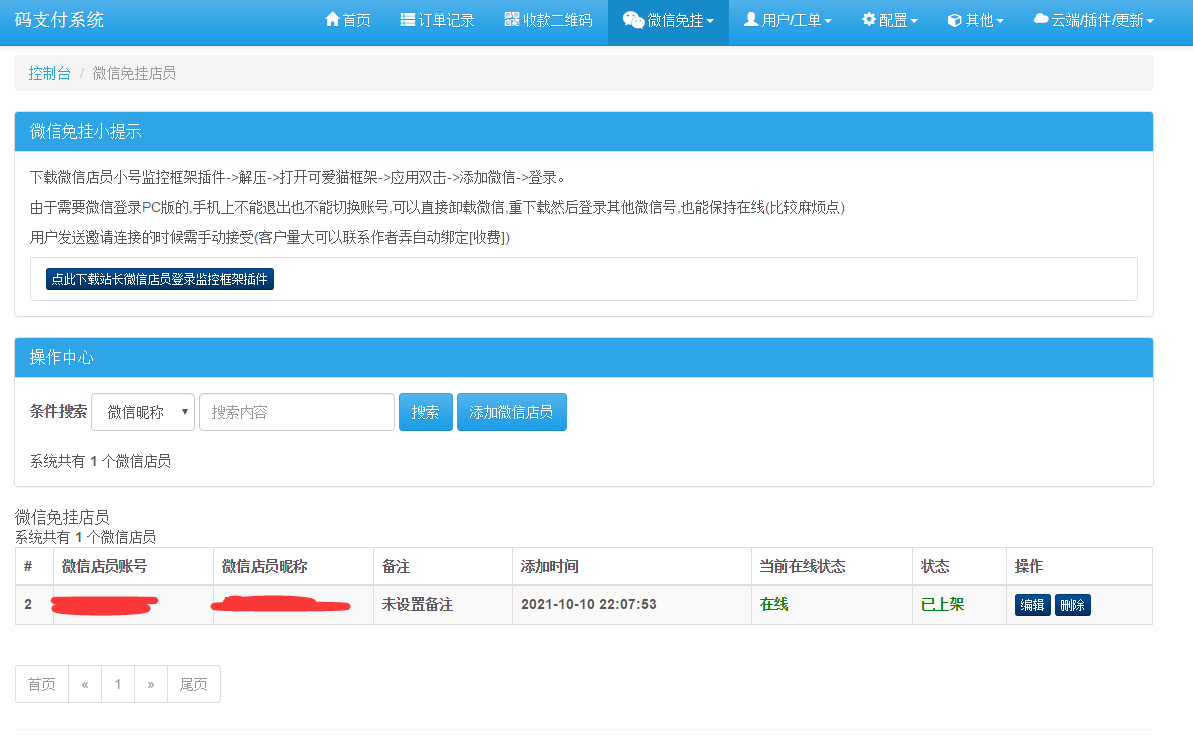 码支付系统 首页 订单记录 收款二维码 微信免挂 用户/工单 配置 其他 云端/插件/更新
控制台 / 微信免挂店员
微信免挂小提示
下载微信店员小号监控框架插件->解压->打开可爱猫框架->应用双击->添加微信->登录。
由于需要微信登录PC版的,手机上不能退出也不能切换账号,可以直接卸载微信,重下载然后登录其他微信号,也能保持在线(比较麻烦点)
用户发送邀请连接的时候需手动接受(客户量大可以联系作者弄自动绑定[收费])
点此下载站长微信店员登录监控框架插件
操作中心
条件搜索 微信昵称 搜索内容 搜索 添加微信店员
系统共有 1 个微信店员
微信免挂店员
系统共有 1 个微信店员
# 微信店员账号 微信店员昵称 备注 添加时间 当前在线状态 状态 操作
2 未设置备注 2021-10-10 22:07:53 在线 已上架 编辑 删除
首页 « 1 » 尾页